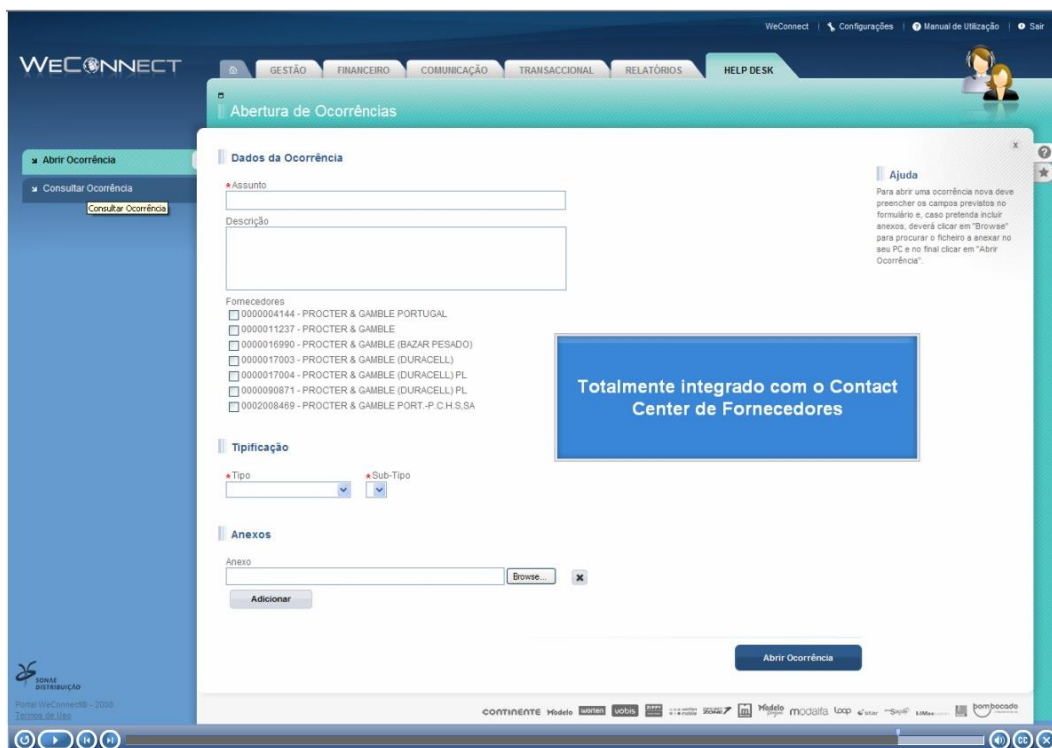 WeConnect | Configurações | Manual de Utilização | Sair
WECONNECT
GESTÃO FINANCEIRO COMUNICAÇÃO TRANSACCIONAL RELATÓRIOS HELP DESK
Abertura de Ocorrências
Abrir Ocorrência
Consultar Ocorrência
Consultar Ocorrência
Dados da Ocorrência
*Assunto
Descrição
Fornecedores
0000004144 - PROCTER & GAMBLE PORTUGAL
0000011237 - PROCTER & GAMBLE
0000016990 - PROCTER & GAMBLE (BAZAR PESADO)
0000017003 - PROCTER & GAMBLE (DURACELL)
0000017004 - PROCTER & GAMBLE (DURACELL) PL
0000090871 - PROCTER & GAMBLE (DURACELL) PL
0002008469 - PROCTER & GAMBLE PORT.-P.C.H.S,SA
x
Ajuda
Para abrir uma ocorrência nova deve
preencher os campos previstos no
formulário e, caso pretenda incluir
anexos, deverá clicar em "Browse"
para procurar o ficheiro a anexar no
seu PC e no final clicar em "Abrir
Ocorrência".
Totalmente integrado com o Contact
Center de Fornecedores
Tipificação
*Tipo *Sub-Tipo
Anexos
Anexo
Browse...
Adicionar
Abrir Ocorrência
SONAE
DISTRIBUIÇÃO
Portal WeConnect® - 2008
Termos de Uso
CONTINENTE Modelo worten vobis modalfa Loop bombocado
CC